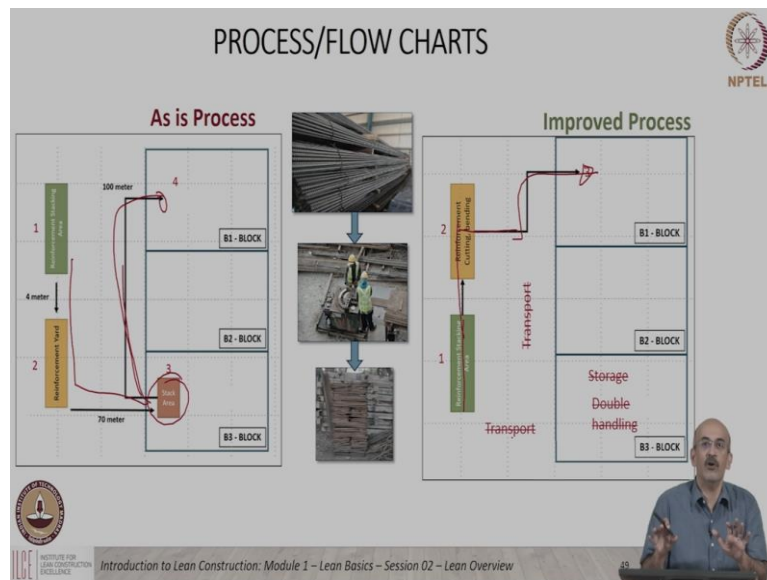 PROCESS/FLOW CHARTS
NPTEL
As is Process
Improved Process
100 meter
4
1
Reinforcement Stacking
Area
B1 - BLOCK
4 meter
2
Reinforcement Yard
B2 - BLOCK
3
Stack
Area
70 meter
B3 - BLOCK
3
2
Reinforcement
Cutting, bending
B1 - BLOCK
Transport
1
Reinforcement Stacking
Area
B2 - BLOCK
Storage
Double
handling
Transport
B3 - BLOCK
ILCE
INSTITUTE FOR
LEAN CONSTRUCTION
EXCELLENCE
Introduction to Lean Construction: Module 1 – Lean Basics – Session 02 – Lean Overview
49